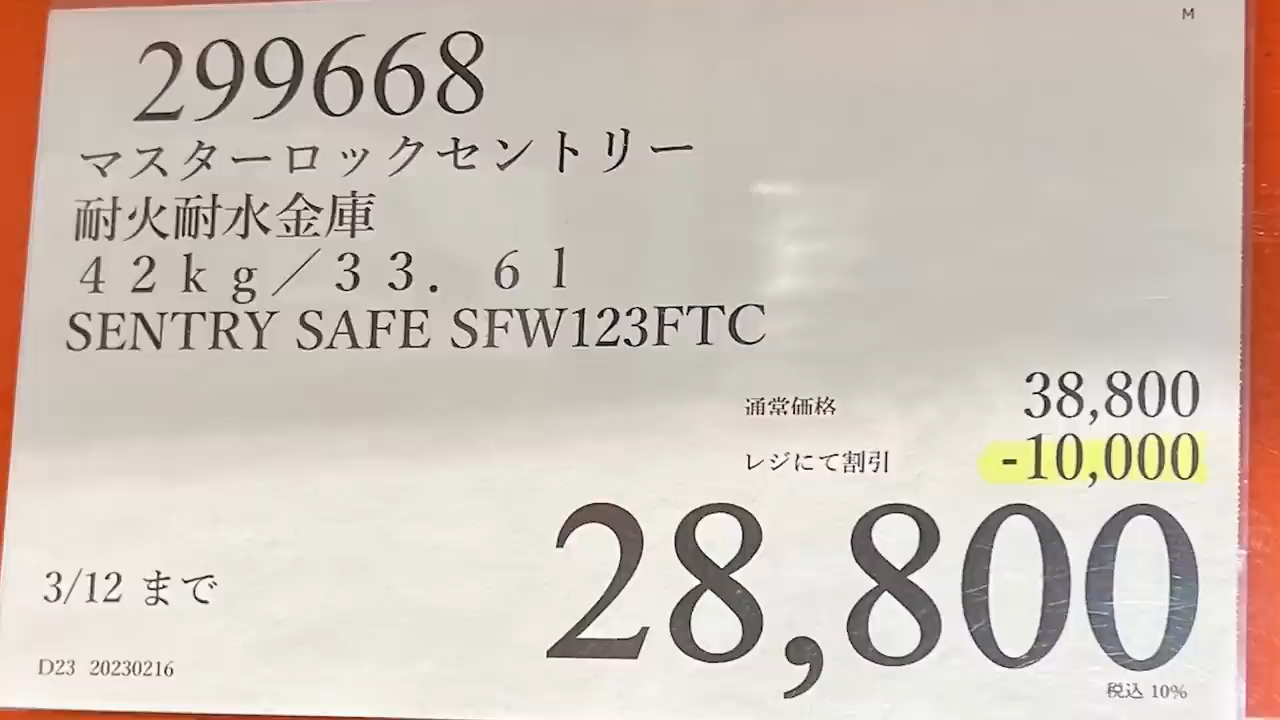 M
299668
マスターロックセントリー
耐火耐水金庫
４２ｋｇ／３３．６ｌ
SENTRY SAFE SFW123FTC
通常価格 38,800
レジにて割引 -10,000
28,800
3/12 まで
D23 20230216
税込 10%